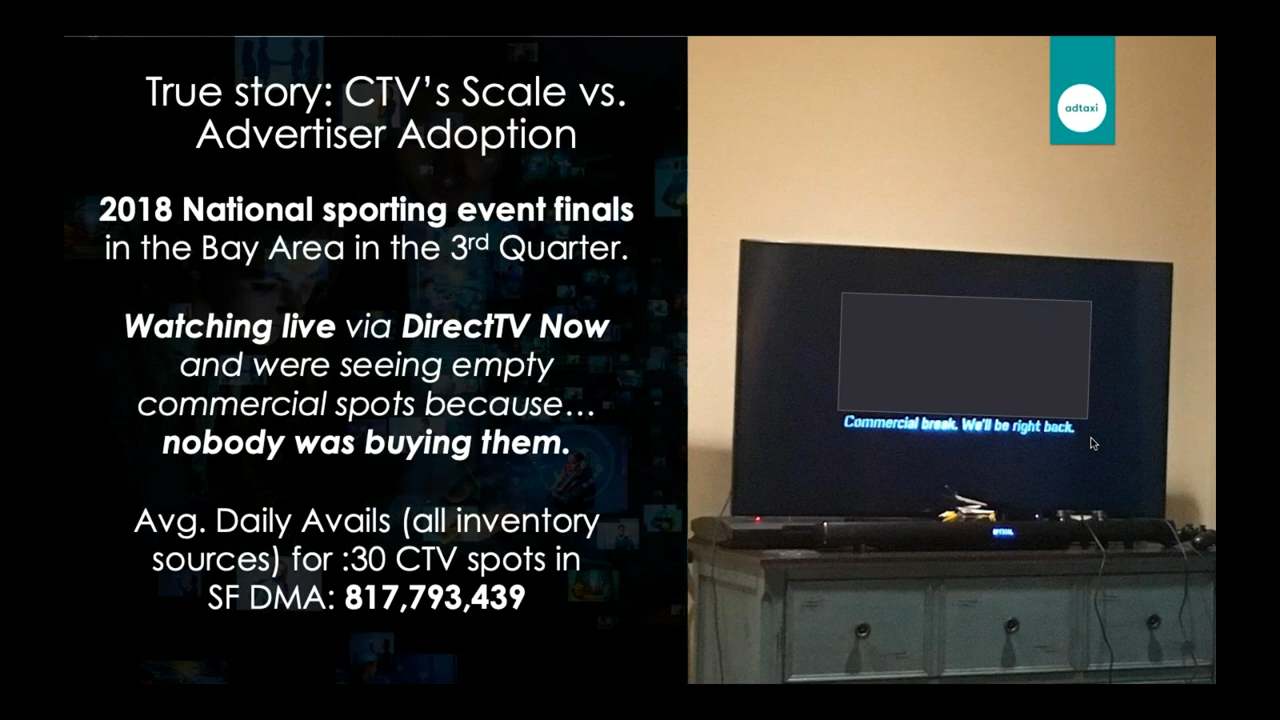 True story: CTV’s Scale vs.
Advertiser Adoption
2018 National sporting event finals
in the Bay Area in the 3rd Quarter.
Watching live via DirectTV Now
and were seeing empty
commercial spots because…
nobody was buying them.
Avg. Daily Avails (all inventory
sources) for :30 CTV spots in
SF DMA: 817,793,439
adtaxi
Commercial break. We'll be right back.
OPTICAL